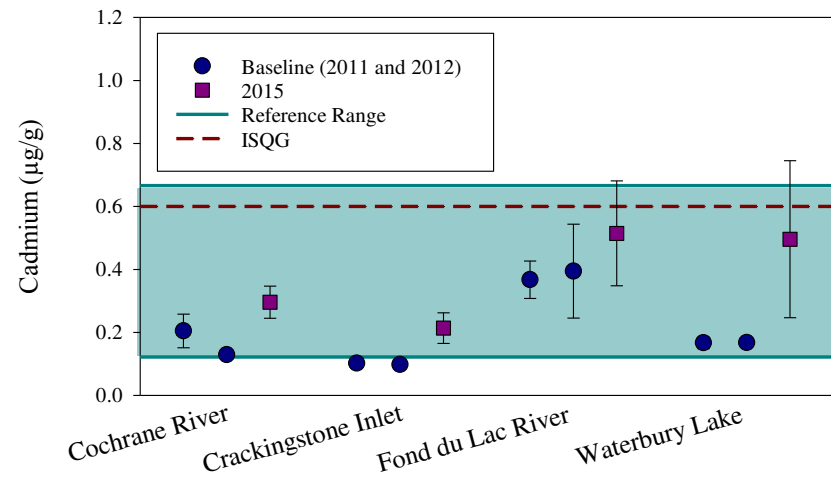 1.2
1.0
0.8
0.6
0.4
0.2
0.0
Cadmium (µg/g)
Baseline (2011 and 2012)
2015
Reference Range
ISQG
Cochrane River
Crackingstone Inlet
Fond du Lac River
Waterbury Lake